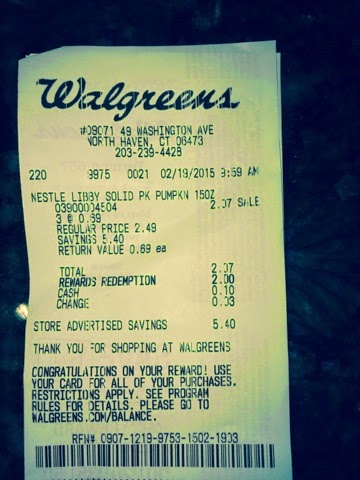 Walgreens
#09071 49 WASHINGTON AVE
NORTH HAVEN, CT 06473
203-239-4428
220 8975 0021 02/19/2015 9:59 AM
NESTLE LIBBY SOLID PK PUMPKN 15OZ
03900004504 2.07 SALE
3 @ 0.69
REGULAR PRICE 2.49
SAVINGS 5.40
RETURN VALUE 0.69 ea
TOTAL 2.07
REWARDS REDEMPTION 2.00
CASH 0.10
CHANGE 0.03
STORE ADVERTISED SAVINGS 5.40
THANK YOU FOR SHOPPING AT WALGREENS
CONGRATULATIONS ON YOUR REWARD! USE
YOUR CARD FOR ALL OF YOUR PURCHASES.
RESTRICTIONS APPLY. SEE PROGRAM
RULES FOR DETAILS. PLEASE GO TO
WALGREENS.COM/BALANCE.
RFN# 0907-1219-9753-1502-1903